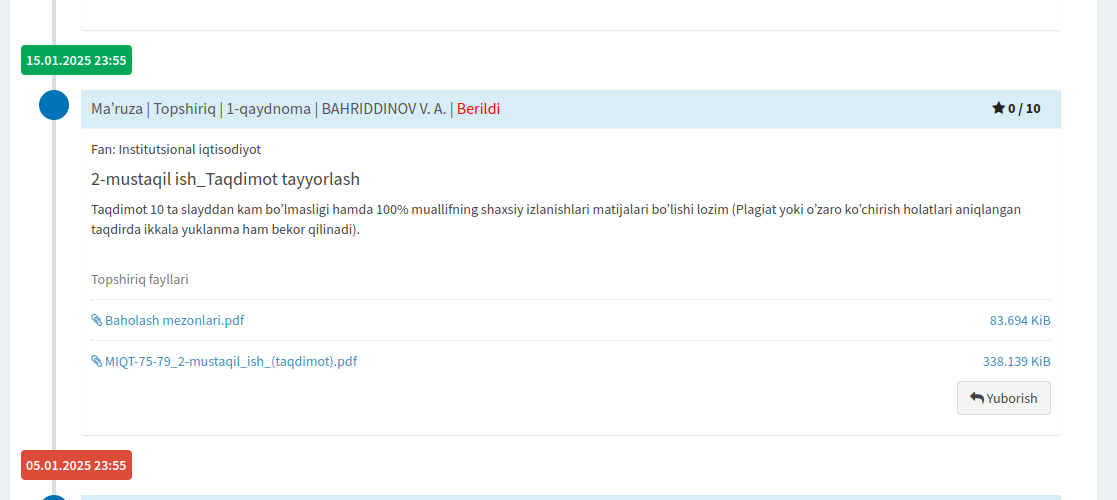 15.01.2025 23:55
Ma’ruza | Topshiriq | 1-qaydnoma | BAHRIDDINOV V. A. | Berildi
0 / 10
Fan: Institutsional iqtisodiyot
2-mustaqil ish_Taqdimot tayyorlash
Taqdimot 10 ta slayddan kam bo’lmasligi hamda 100% muallifning shaxsiy izlanishlari matijalari bo’lishi lozim (Plagiat yoki o’zaro ko’chirish holatlari aniqlangan
taqdirda ikkala yuklanma ham bekor qilinadi).
Topshiriq fayllari
Baholash mezonlari.pdf
83.694 KiB
MIQT-75-79_2-mustaqil_ish_(taqdimot).pdf
338.139 KiB
Yuborish
05.01.2025 23:55